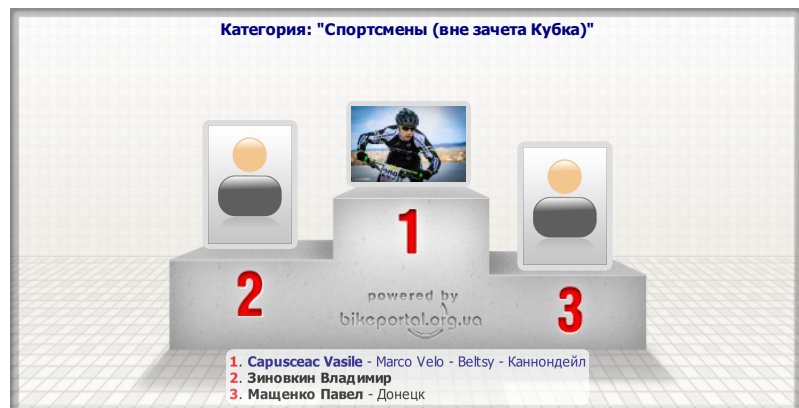 Категория: "Спортсмены (вне зачета Кубка)"
1
2
3
powered by
bikeportal.org.ua
1. Capusceac Vasile - Marco Velo - Beltsy - Каннондейл
2. Зиновкин Владимир
3. Мащенко Павел - Донецк